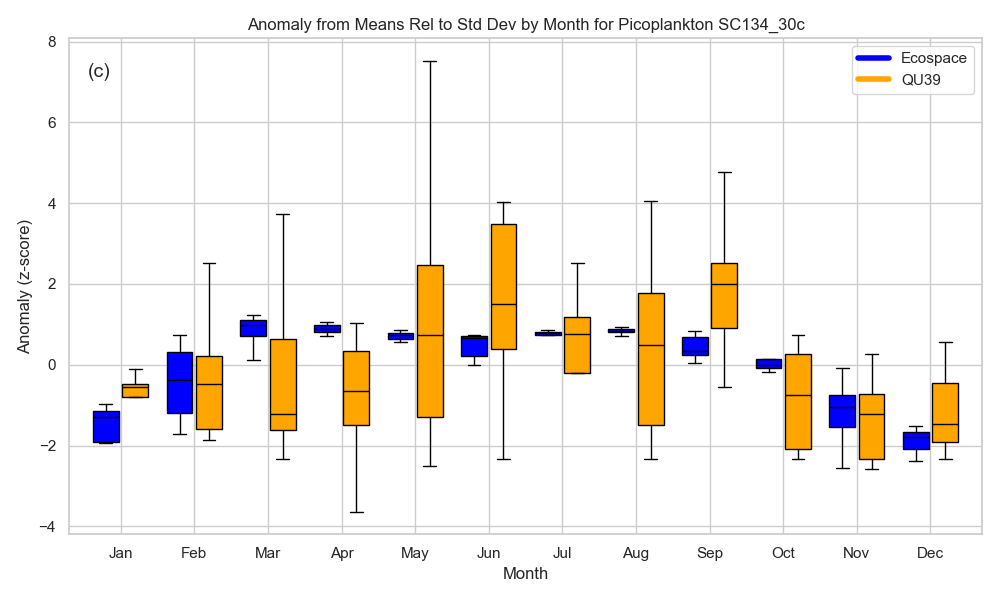 Anomaly from Means Rel to Std Dev by Month for Picoplankton SC134_30c
(c)
Ecospace
QU39
8
6
4
2
0
−2
−4
Anomaly (z-score)
Jan Feb Mar Apr May Jun Jul Aug Sep Oct Nov Dec
Month